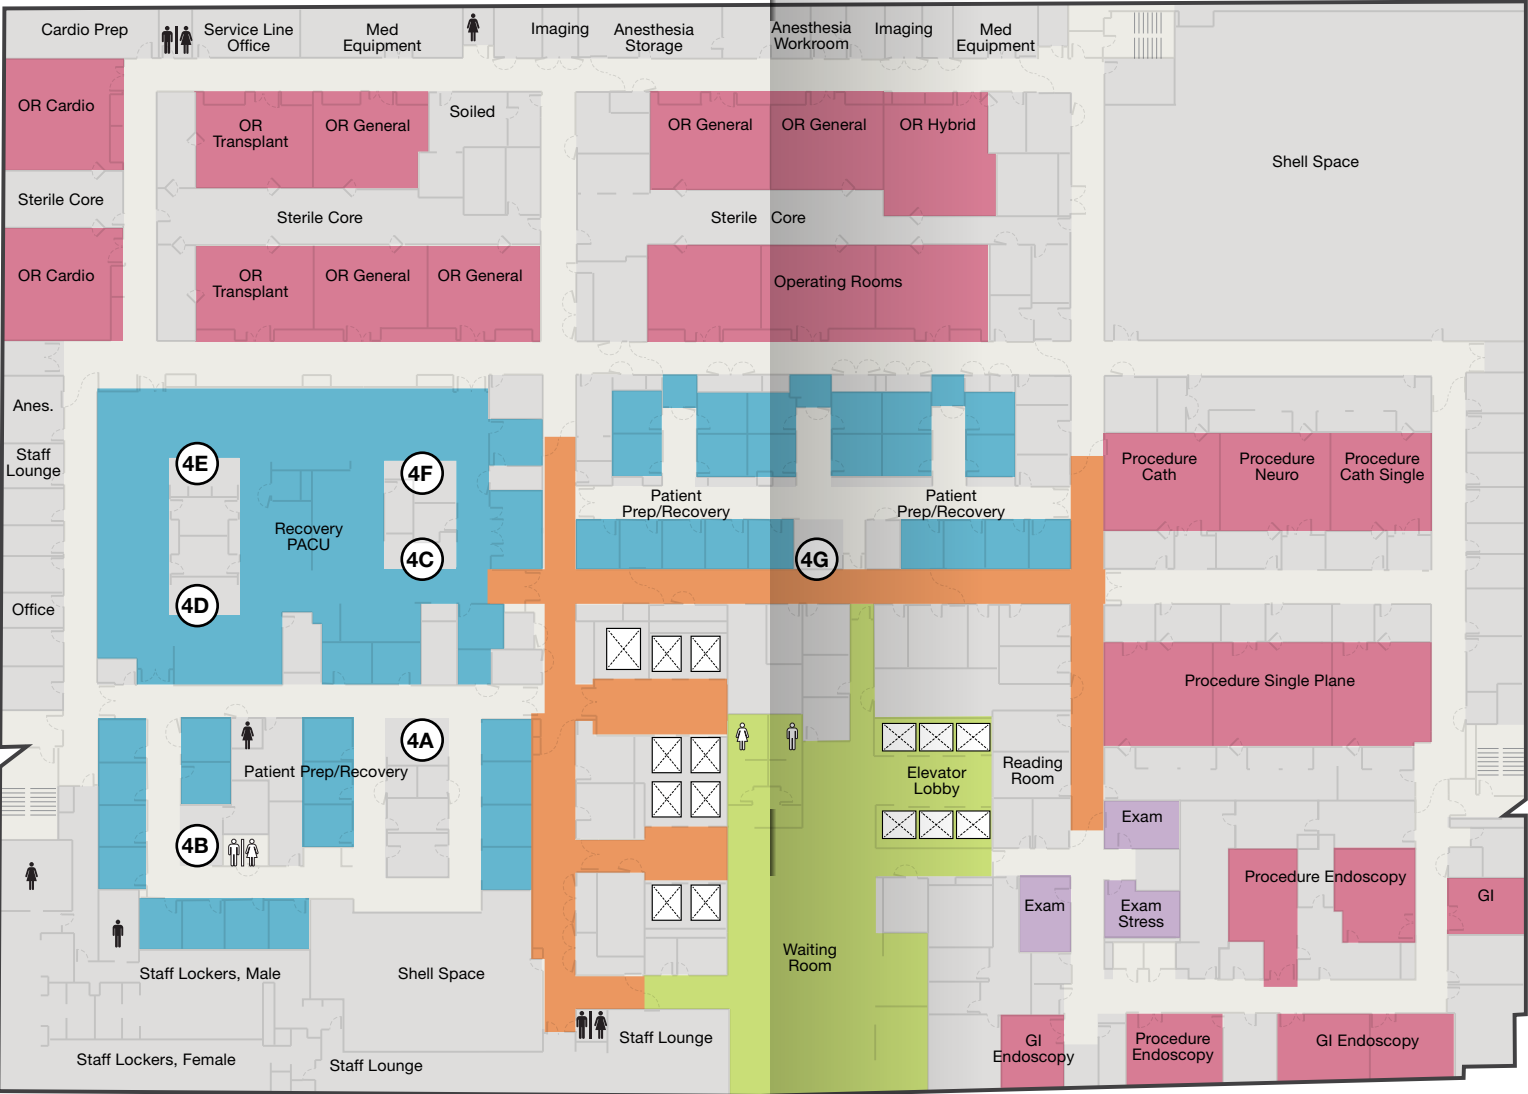 Cardio Prep
Service Line
Office
Med
Equipment
Imaging
Anesthesia
Storage
Anesthesia
Workroom
Imaging
Med
Equipment
OR Cardio
OR
Transplant
OR General
Soiled
OR General
OR General
OR Hybrid
Shell Space
Sterile Core
Sterile Core
Sterile Core
OR Cardio
OR
Transplant
OR General
OR General
Operating Rooms
Anes.
Staff
Lounge
4E
4F
Procedure
Cath
Procedure
Neuro
Procedure
Cath Single
Patient
Prep/Recovery
Patient
Prep/Recovery
Recovery
PACU
4C
4G
4D
Office
Procedure Single Plane
4A
Patient Prep/Recovery
Elevator
Lobby
Reading
Room
Exam
4B
Procedure Endoscopy
Exam
Exam
Stress
GI
Waiting
Room
Staff Lockers, Male
Shell Space
Staff Lounge
Staff Lockers, Female
Staff Lounge
GI
Endoscopy
Procedure
Endoscopy
GI Endoscopy